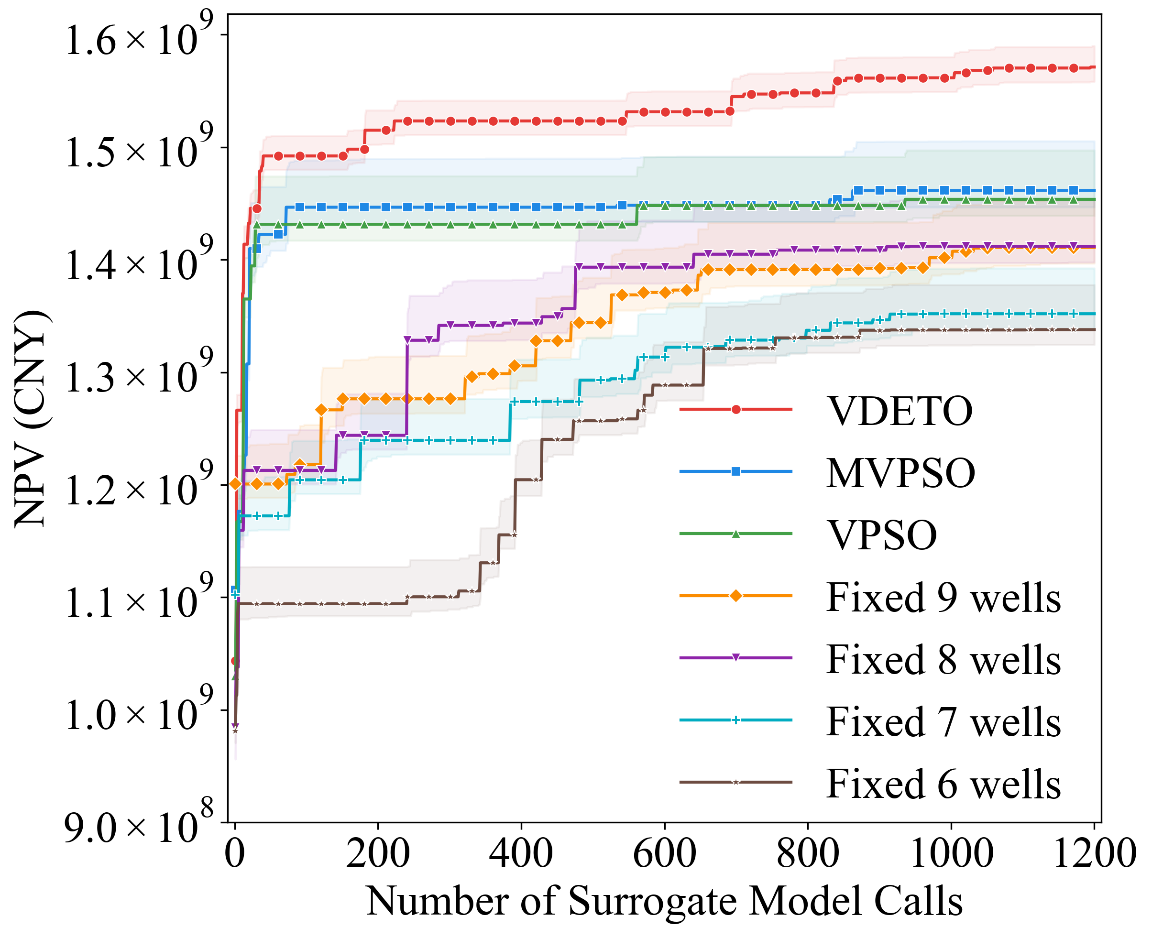 1.6×10⁹
1.5×10⁹
1.4×10⁹
1.3×10⁹
1.2×10⁹
1.1×10⁹
1.0×10⁹
9.0×10⁸
NPV (CNY)
VDETO
MVPSO
VPSO
Fixed 9 wells
Fixed 8 wells
Fixed 7 wells
Fixed 6 wells
0 200 400 600 800 1000 1200
Number of Surrogate Model Calls